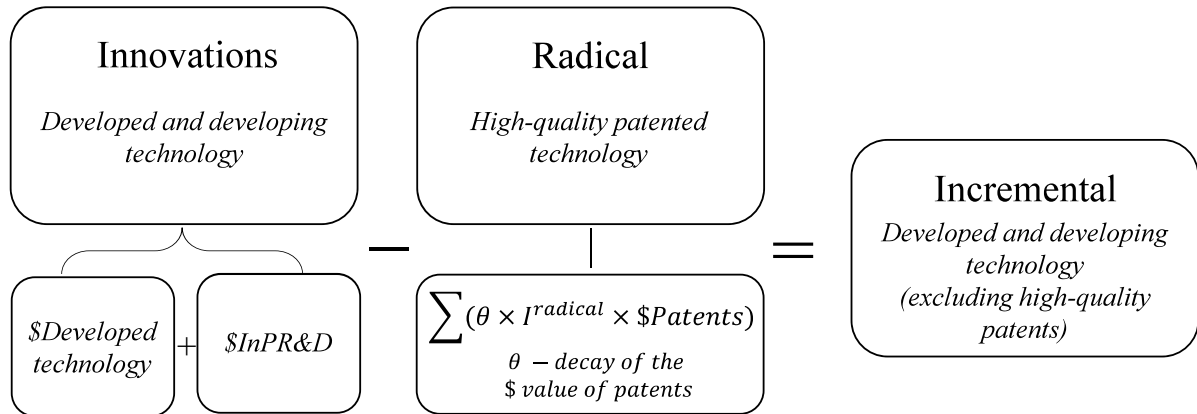 Innovations
Developed and developing
technology
$Developed
technology
+
$InPR&D
−
Radical
High-quality patented
technology
∑(θ × I^radical × $Patents)
θ − decay of the
$ value of patents
=
Incremental
Developed and developing
technology
(excluding high-quality
patents)